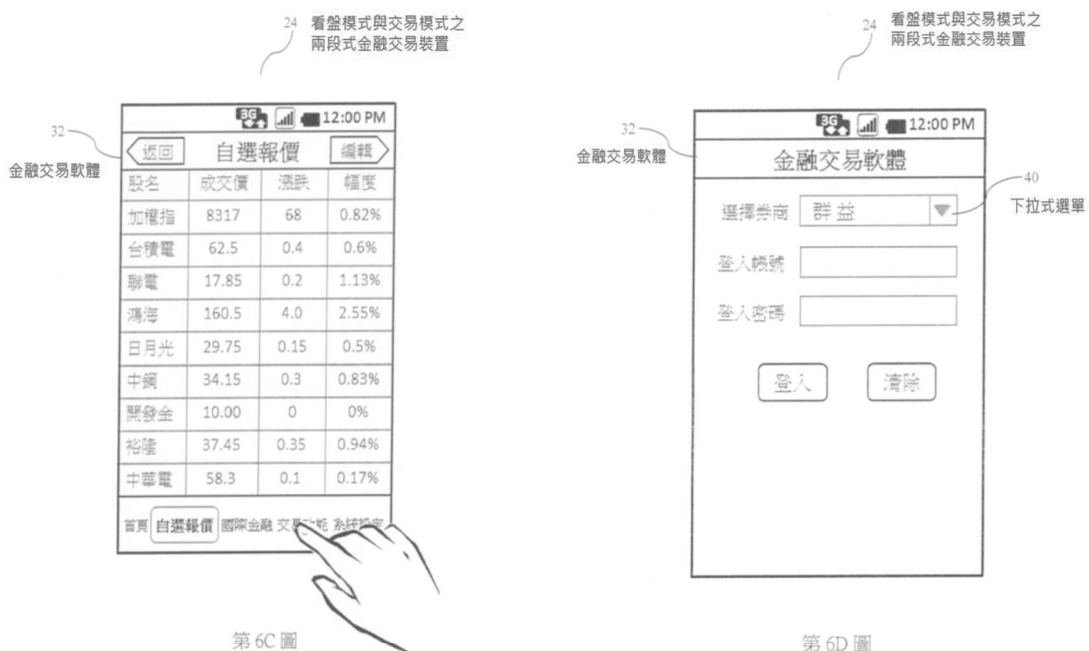 24 看盤模式與交易模式之
兩段式金融交易裝置
3G 12:00 PM
32
金融交易軟體
返回 自選報價 編輯
股名 成交價 漲跌 幅度
加權指 8317 68 0.82%
台積電 62.5 0.4 0.6%
聯電 17.85 0.2 1.13%
鴻海 160.5 4.0 2.55%
日月光 29.75 0.15 0.5%
中鋼 34.15 0.3 0.83%
開發金 10.00 0 0%
裕隆 37.45 0.35 0.94%
中華電 58.3 0.1 0.17%
首頁 自選報價 國際金融 交易功能 系統設定
第 6C 圖
24 看盤模式與交易模式之
兩段式金融交易裝置
3G 12:00 PM
32
金融交易軟體
金融交易軟體
40
下拉式選單
選擇券商 群益
登入帳號
登入密碼
登入 清除
第 6D 圖